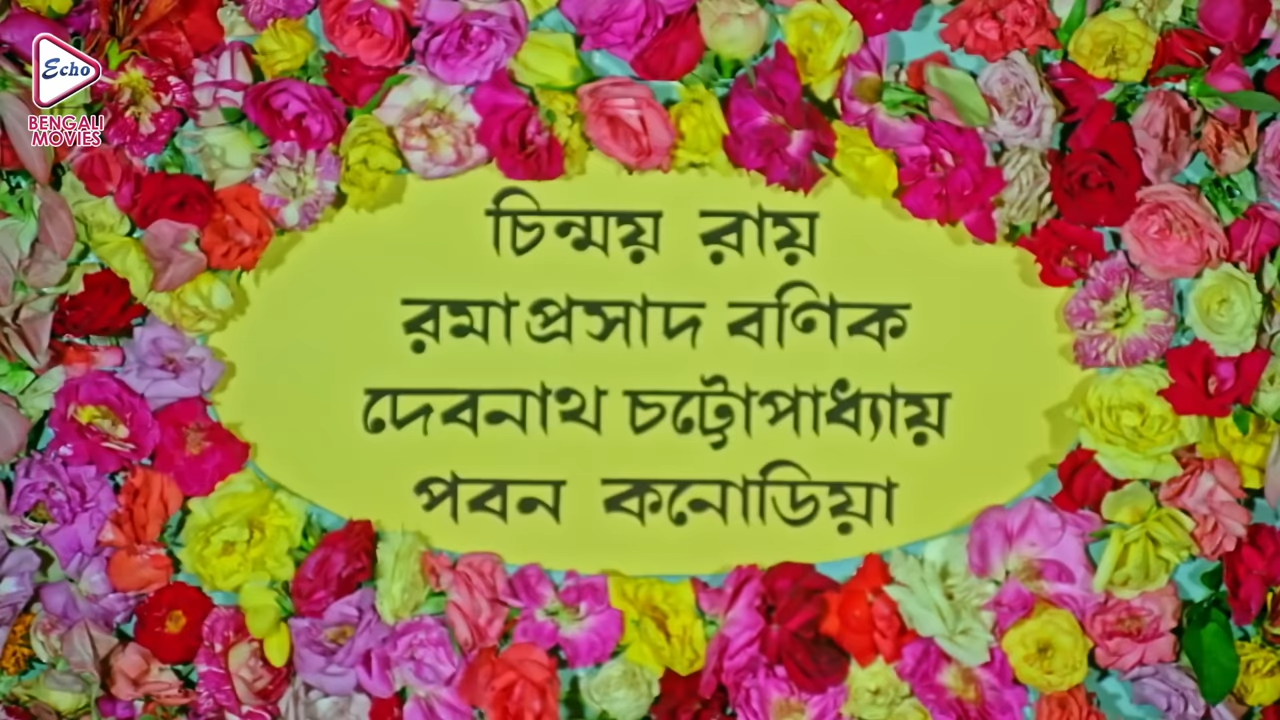 Echo
BENGALI
MOVIES
চিন্ময় রায়
রমাপ্রসাদ বণিক
দেবনাথ চট্টোপাধ্যায়
পবন কনোডিয়া